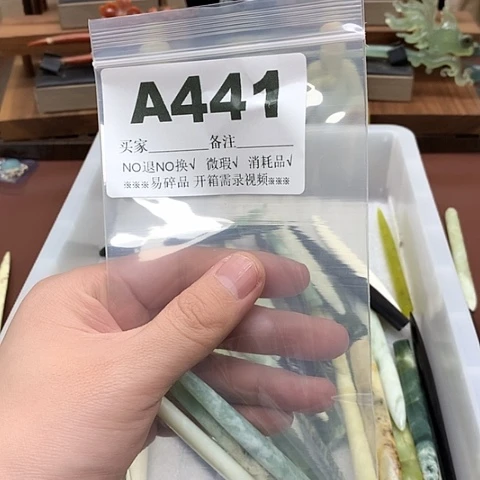 A441
买家________备注________
NO退NO换√ 微瑕√ 消耗品√
※※※易碎品 开箱需录视频※※※